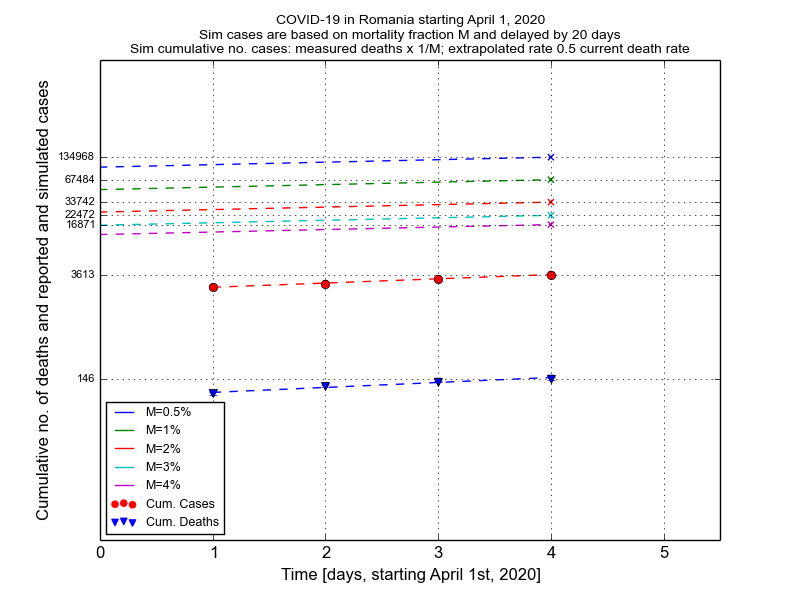 COVID-19 in Romania starting April 1, 2020
Sim cases are based on mortality fraction M and delayed by 20 days
Sim cumulative no. cases: measured deaths x 1/M; extrapolated rate 0.5 current death rate
Cumulative no. of deaths and reported and simulated cases
134968
67484
33742
22472
16871
3613
146
M=0.5%
M=1%
M=2%
M=3%
M=4%
Cum. Cases
Cum. Deaths
0 1 2 3 4 5
Time [days, starting April 1st, 2020]